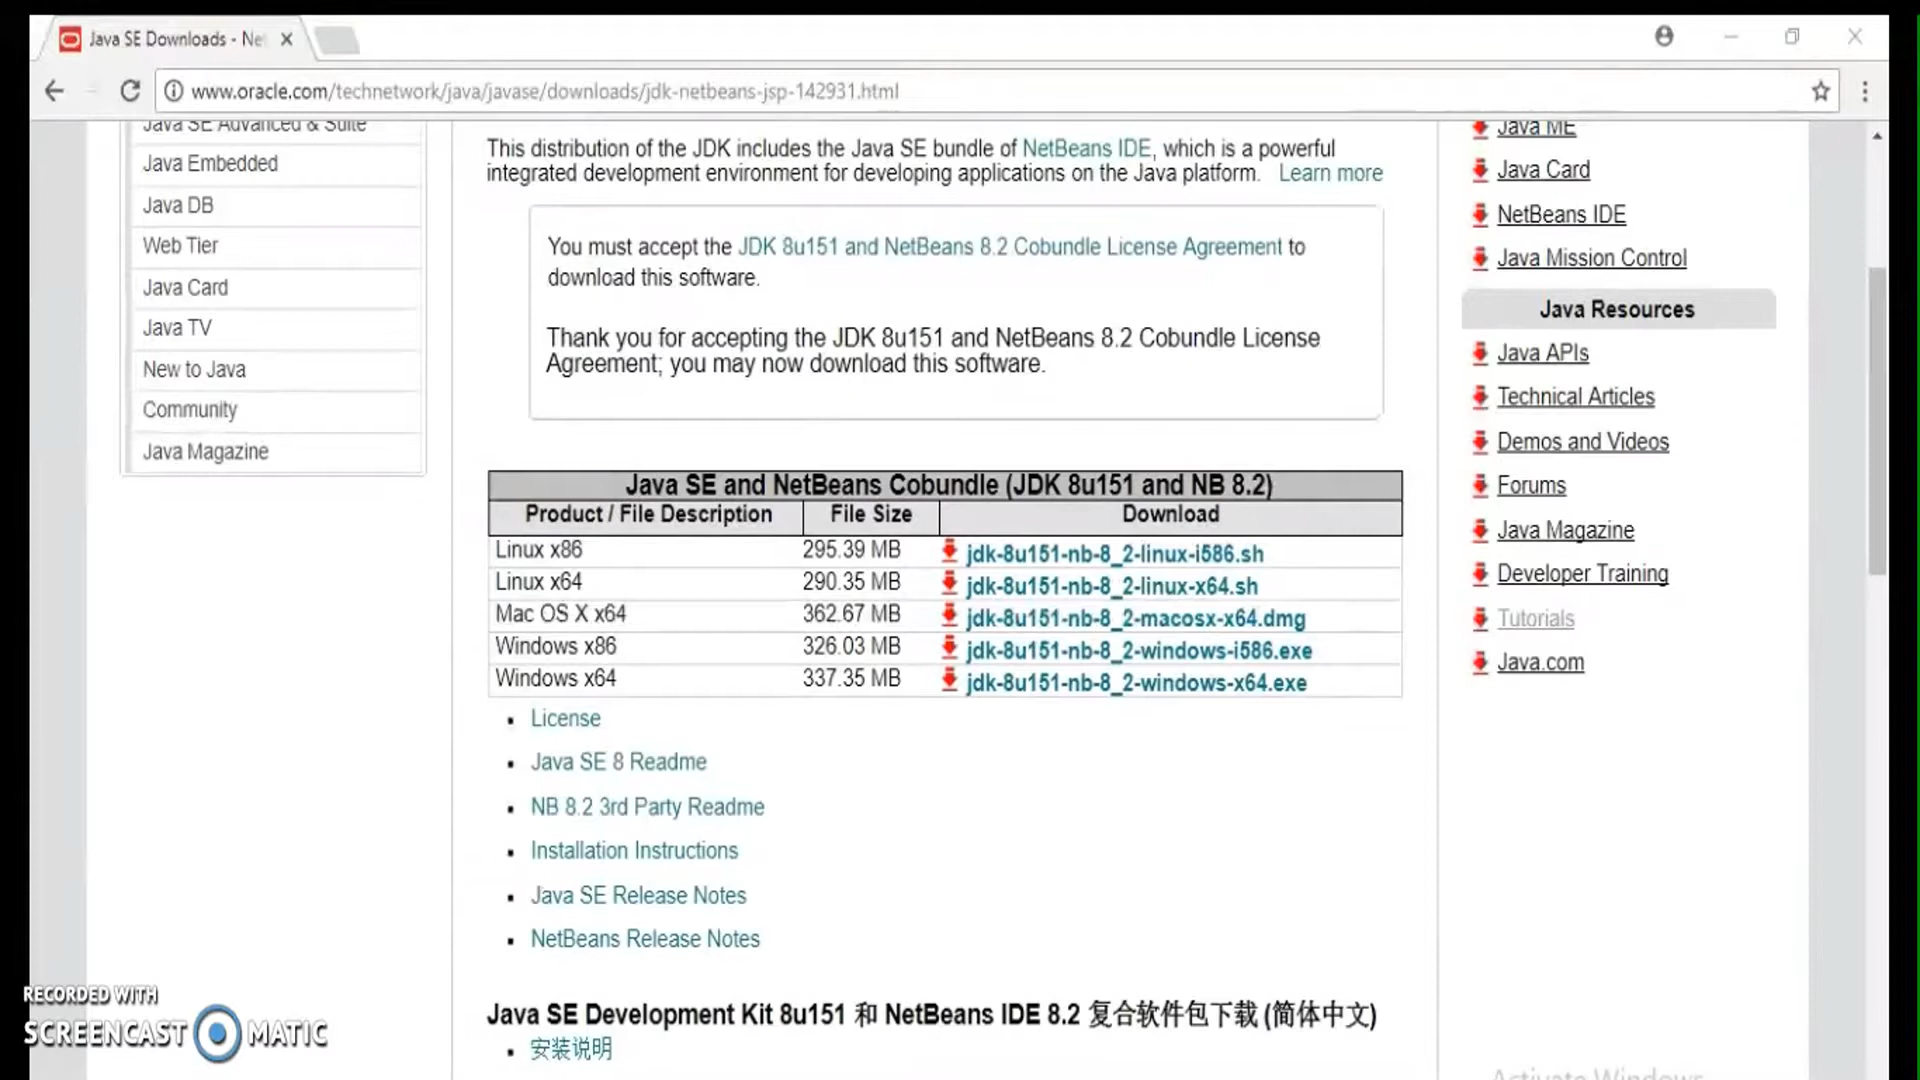 Java SE Downloads - Ne
www.oracle.com/technetwork/java/javase/downloads/jdk-netbeans-jsp-142931.html
Java SE Advanced & Suite
Java Embedded
Java DB
Web Tier
Java Card
Java TV
New to Java
Community
Java Magazine
This distribution of the JDK includes the Java SE bundle of NetBeans IDE, which is a powerful
integrated development environment for developing applications on the Java platform. Learn more
You must accept the JDK 8u151 and NetBeans 8.2 Cobundle License Agreement to
download this software.
Thank you for accepting the JDK 8u151 and NetBeans 8.2 Cobundle License
Agreement; you may now download this software.
Java SE and NetBeans Cobundle (JDK 8u151 and NB 8.2)
Product / File Description File Size Download
Linux x86 295.39 MB jdk-8u151-nb-8_2-linux-i586.sh
Linux x64 290.35 MB jdk-8u151-nb-8_2-linux-x64.sh
Mac OS X x64 362.67 MB jdk-8u151-nb-8_2-macosx-x64.dmg
Windows x86 326.03 MB jdk-8u151-nb-8_2-windows-i586.exe
Windows x64 337.35 MB jdk-8u151-nb-8_2-windows-x64.exe
License
Java SE 8 Readme
NB 8.2 3rd Party Readme
Installation Instructions
Java SE Release Notes
NetBeans Release Notes
Java SE Development Kit 8u151 和 NetBeans IDE 8.2 复合软件包下载 (简体中文)
安装说明
Java ME
Java Card
NetBeans IDE
Java Mission Control
Java Resources
Java APIs
Technical Articles
Demos and Videos
Forums
Java Magazine
Developer Training
Tutorials
Java.com
Activate Windows
RECORDED WITH
SCREENCAST MATIC